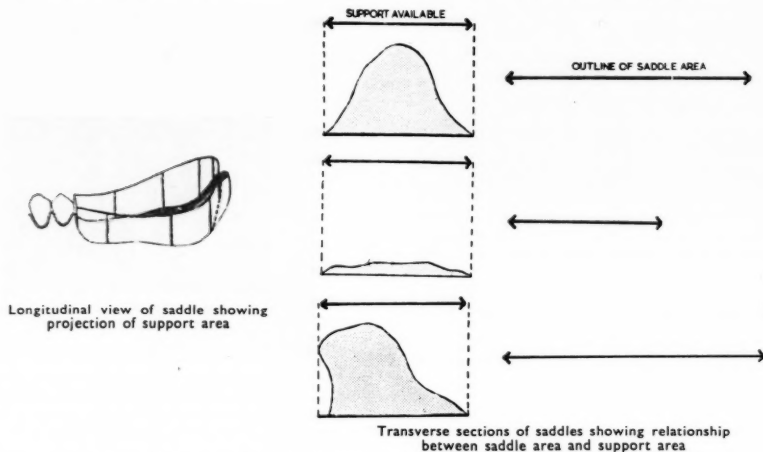 SUPPORT AVAILABLE
OUTLINE OF SADDLE AREA
Longitudinal view of saddle showing
projection of support area
Transverse sections of saddles showing relationship
between saddle area and support area